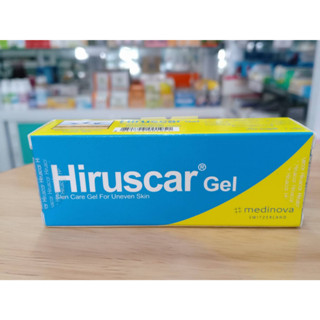 Hiruscar® Gel
Skin Care Gel For Uneven Skin
medinova
SWITZERLAND